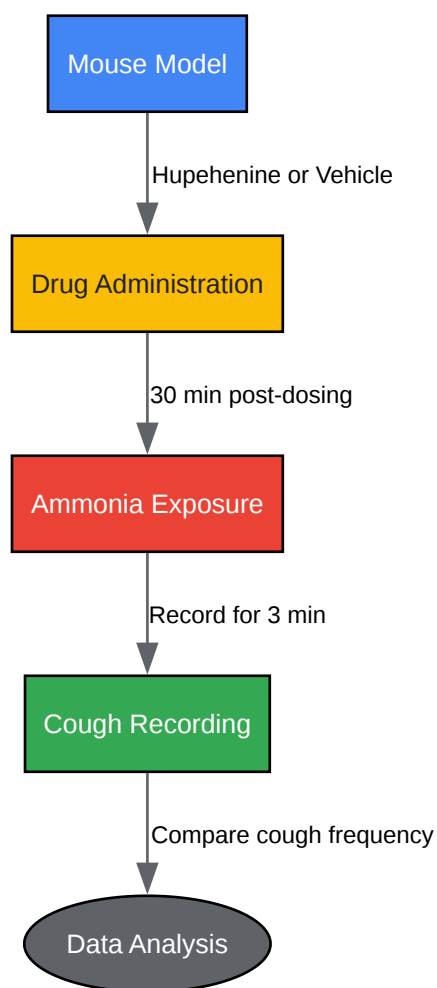 Mouse Model
Hupehenine or Vehicle
Drug Administration
30 min post-dosing
Ammonia Exposure
Record for 3 min
Cough Recording
Compare cough frequency
Data Analysis